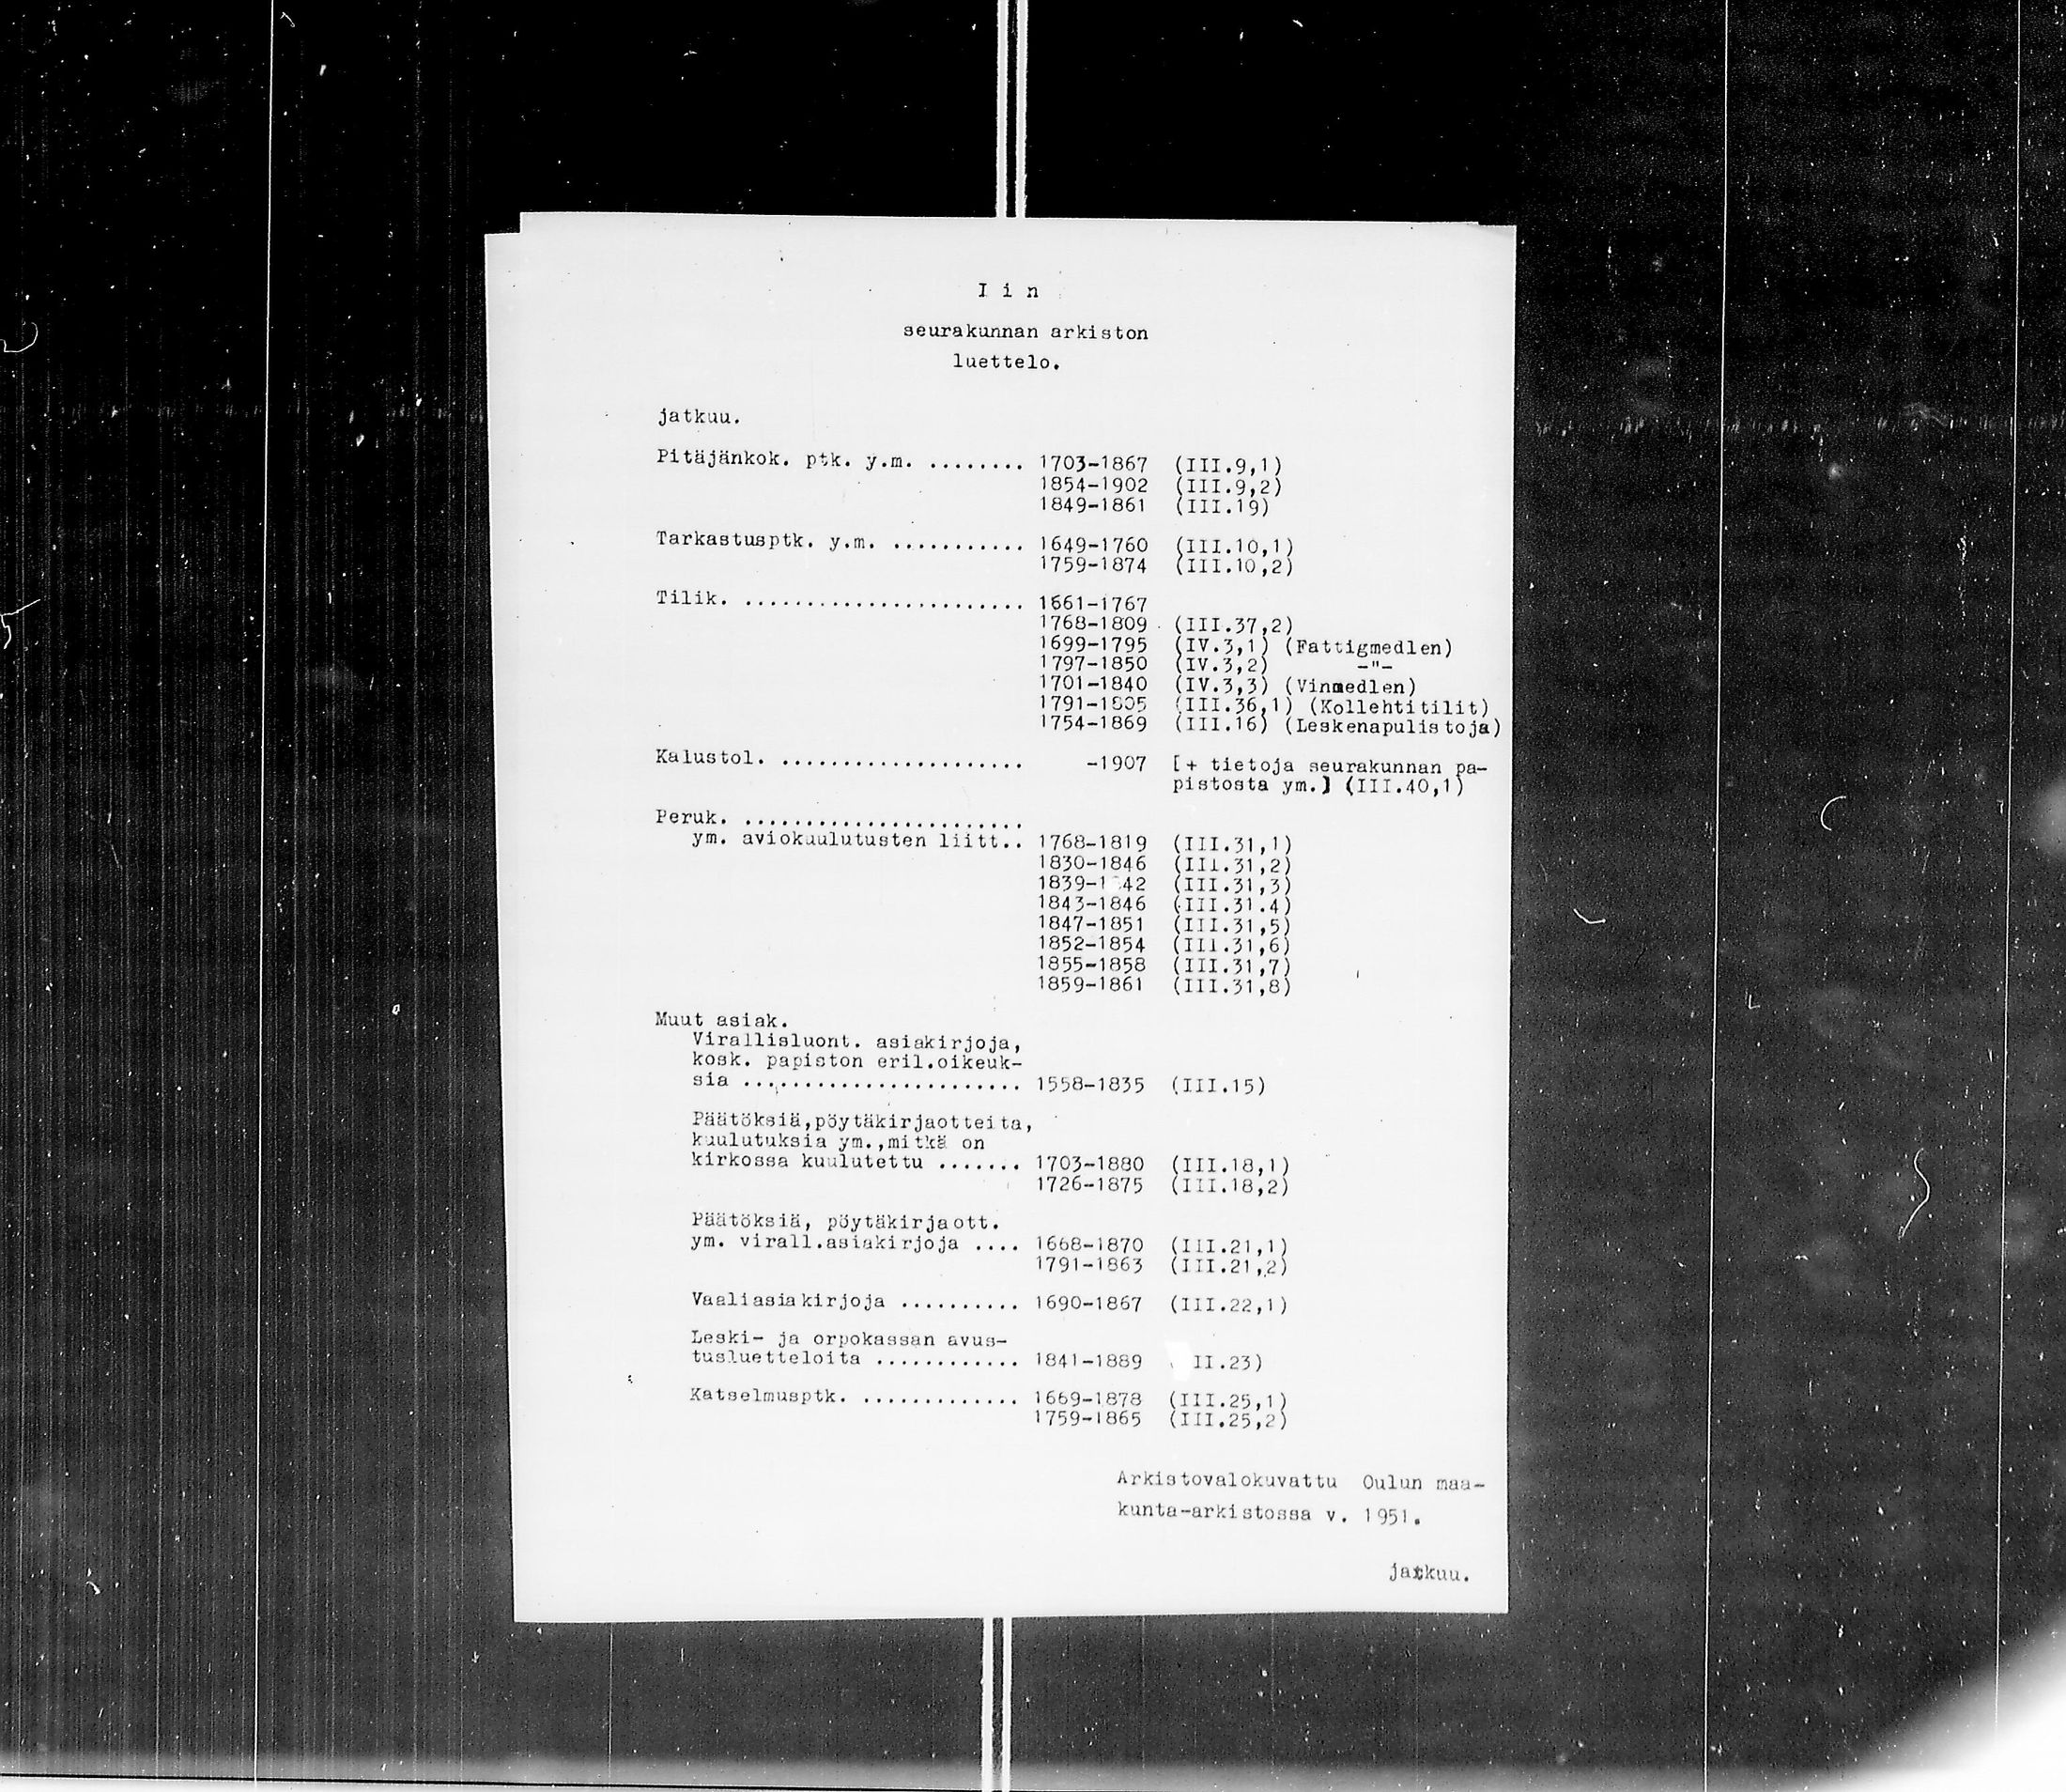 I i n
seurakunnan arkiston
luettelo.
jatkuu.
Pitäjänkok. ptk. y.m. ........ 1703-1867 (III.9,1)
1854-1902 (III.9,2)
1849-1861 (III.19)
Tarkastusptk. y.m. ........... 1649-1760 (III.10,1)
1759-1874 (III.10,2)
Tilik. ....................... 1661-1767
1768-1809 (III.37,2)
1699-1795 (IV.3,1) (Fattigmedlen)
1797-1850 (IV.3,2) -"-
1701-1840 (IV.3,3) (Vinmedlen)
1791-1805 (III.36,1) (Kollehtitilit)
1754-1869 (III.16) (Leskenapulistoja)
Kalustol. .................... -1907 [+ tietoja seurakunnan pa-
pistosta ym.] (III.40,1)
Peruk. .......................
ym. aviokuulutusten liitt.. 1768-1819 (III.31,1)
1830-1846 (III.31,2)
1839-1842 (III.31,3)
1843-1846 (III.31.4)
1847-1851 (III.31,5)
1852-1854 (III.31,6)
1855-1858 (III.31,7)
1859-1861 (III.31,8)
Muut asiak.
Virallisluont. asiakirjoja,
kosk. papiston eril.oikeuk-
sia ....................... 1558-1835 (III.15)
Päätöksiä,pöytäkirjaotteita,
kuulutuksia ym.,mitkä on
kirkossa kuulutettu ....... 1703-1880 (III.18,1)
1726-1875 (III.18,2)
Päätöksiä, pöytäkirjaott.
ym. virall.asiakirjoja .... 1668-1870 (III.21,1)
1791-1863 (III.21,2)
Vaaliasiakirjoja .......... 1690-1867 (III.22,1)
Leski- ja orpokassan avus-
tusluetteloita ............ 1841-1889 II.23)
Katselmusptk. ............. 1669-1878 (III.25,1)
1759-1865 (III.25,2)
Arkistovalokuvattu Oulun maa-
kunta-arkistossa v. 1951.
jatkuu.